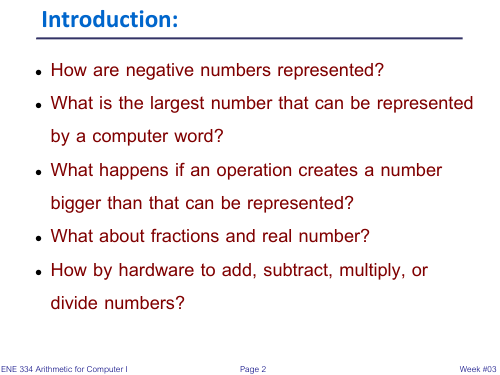 Introduction:
• How are negative numbers represented?
• What is the largest number that can be represented
by a computer word?
• What happens if an operation creates a number
bigger than that can be represented?
• What about fractions and real number?
• How by hardware to add, subtract, multiply, or
divide numbers?
ENE 334 Arithmetic for Computer I Page 2 Week #03